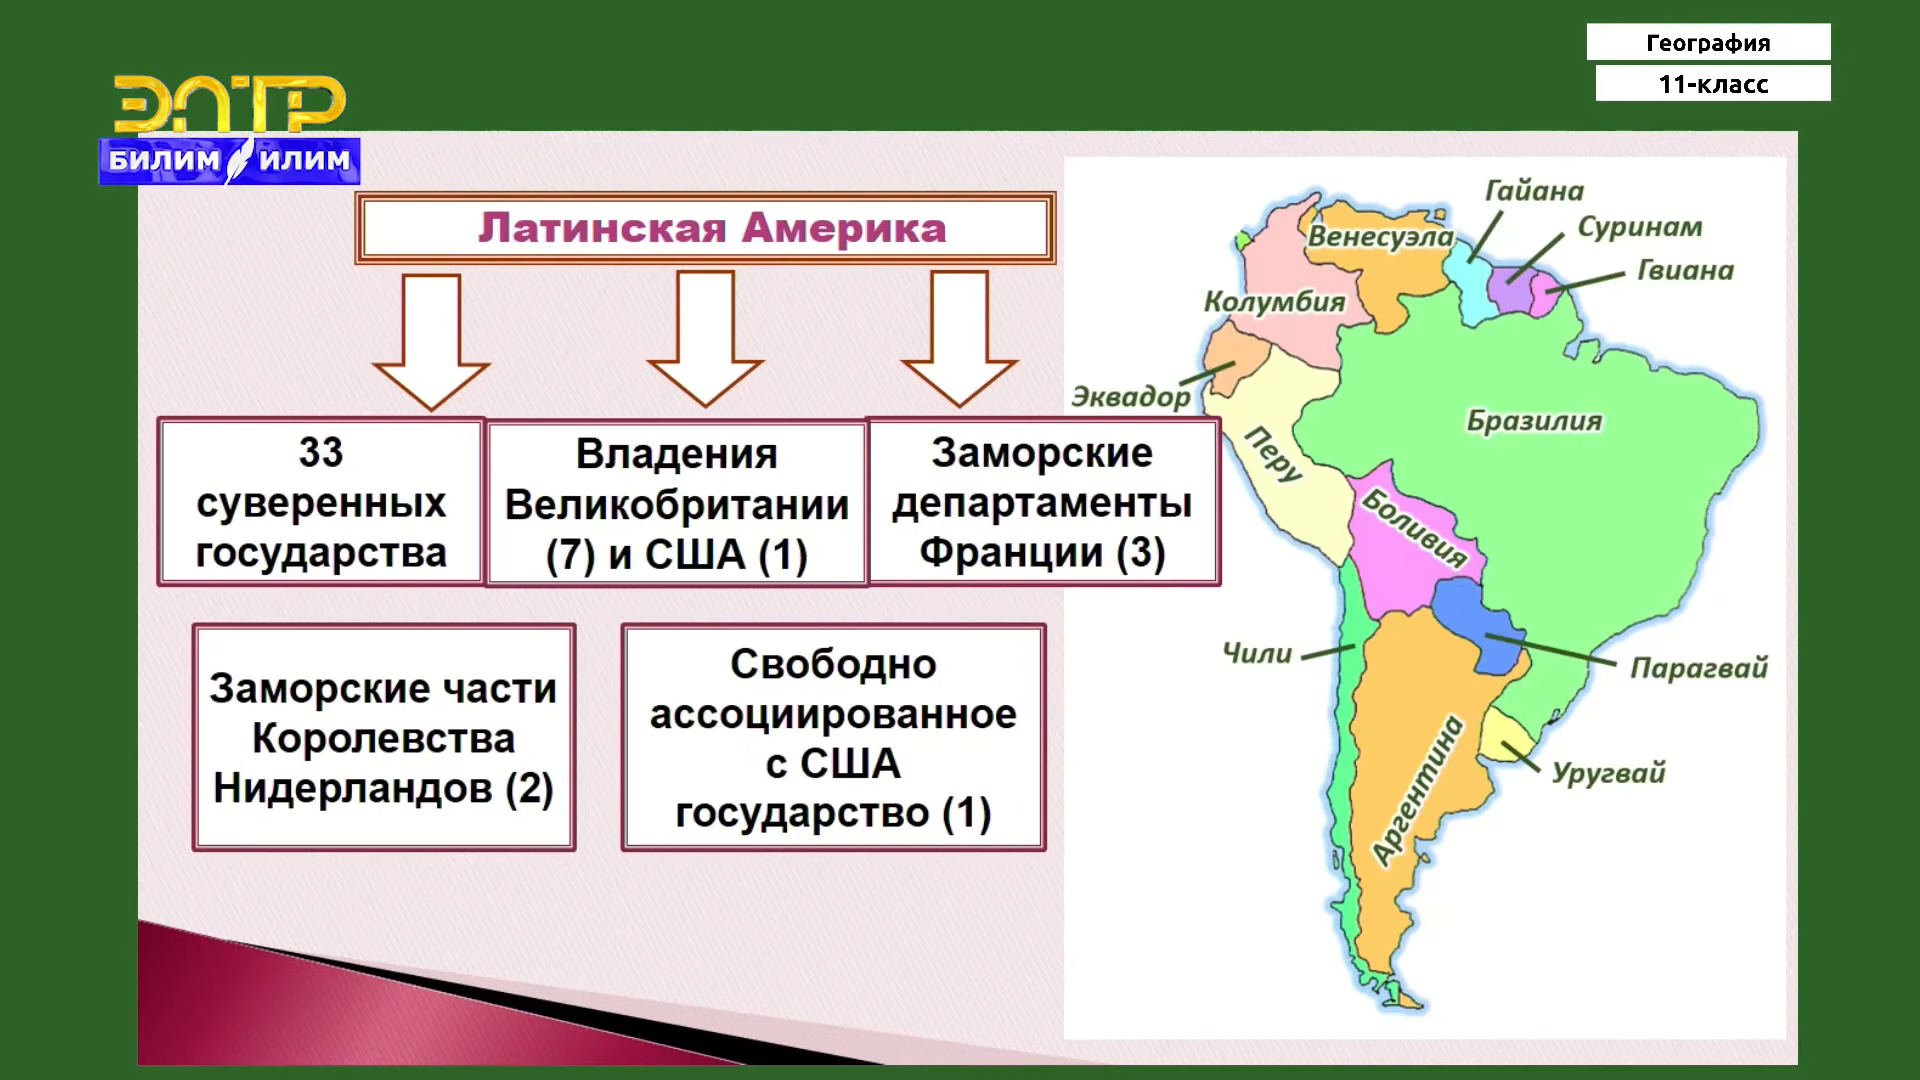 География
11-класс
ЭЛТР
БИЛИМ ИЛИМ
Латинская Америка
33
суверенных
государства
Владения
Великобритании
(7) и США (1)
Заморские
департаменты
Франции (3)
Заморские части
Королевства
Нидерландов (2)
Свободно
ассоциированное
с США
государство (1)
Гайана
Суринам
Гвиана
Венесуэла
Колумбия
Эквадор
Перу
Бразилия
Боливия
Чили
Парагвай
Аргентина
Уругвай